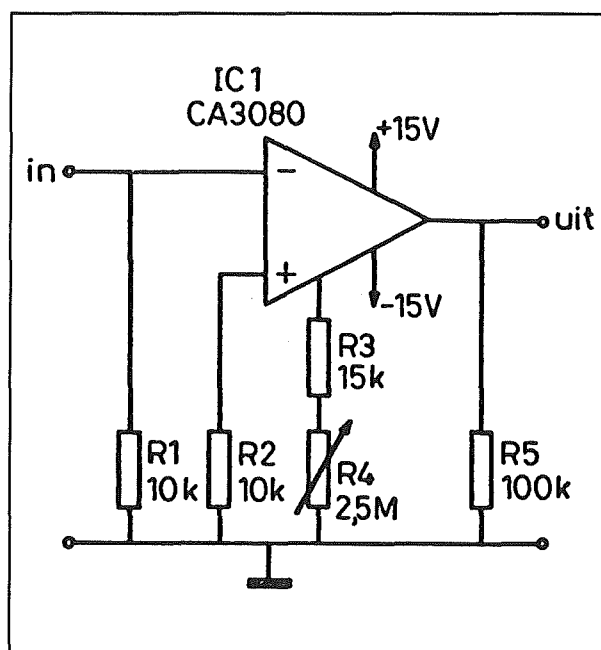 IC1
CA3080
+15V
in
-
uit
+
-15V
R3
15k
R1
10k
R2
10k
R4
2,5M
R5
100k